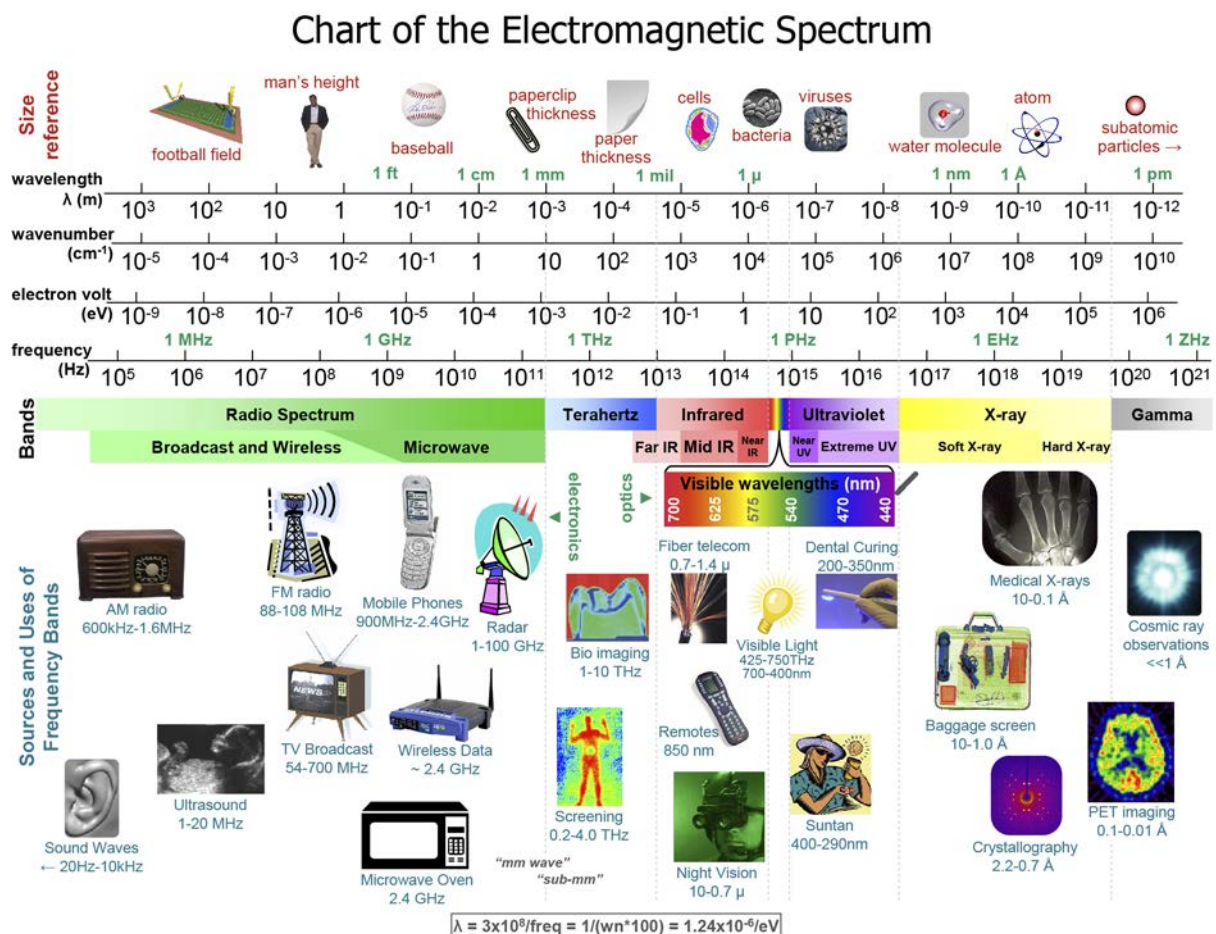 Chart of the Electromagnetic Spectrum
Size reference
football field
man's height
baseball
paperclip thickness
paper thickness
cells
bacteria
viruses
water molecule
atom
subatomic particles →
1 ft 1 cm 1 mm 1 mil 1 µ 1 nm 1 Å 1 pm
wavelength λ (m)
10³ 10² 10 1 10⁻¹ 10⁻² 10⁻³ 10⁻⁴ 10⁻⁵ 10⁻⁶ 10⁻⁷ 10⁻⁸ 10⁻⁹ 10⁻¹⁰ 10⁻¹¹ 10⁻¹²
wavenumber (cm⁻¹)
10⁻⁵ 10⁻⁴ 10⁻³ 10⁻² 10⁻¹ 1 10 10² 10³ 10⁴ 10⁵ 10⁶ 10⁷ 10⁸ 10⁹ 10¹⁰
electron volt (eV)
10⁻⁹ 10⁻⁸ 10⁻⁷ 10⁻⁶ 10⁻⁵ 10⁻⁴ 10⁻³ 10⁻² 10⁻¹ 1 10 10² 10³ 10⁴ 10⁵ 10⁶
1 MHz 1 GHz 1 THz 1 PHz 1 EHz 1 ZHz
frequency (Hz)
10⁵ 10⁶ 10⁷ 10⁸ 10⁹ 10¹⁰ 10¹¹ 10¹² 10¹³ 10¹⁴ 10¹⁵ 10¹⁶ 10¹⁷ 10¹⁸ 10¹⁹ 10²⁰ 10²¹
Bands
Radio Spectrum Terahertz Infrared Ultraviolet X-ray Gamma
Broadcast and Wireless Microwave Far IR Mid IR Near IR Near UV Extreme UV Soft X-ray Hard X-ray
electronics
optics
Visible wavelengths (nm)
700 625 575 540 470 440
Sources and Uses of Frequency Bands
AM radio
600kHz-1.6MHz
FM radio
88-108 MHz
Mobile Phones
900MHz-2.4GHz
Radar
1-100 GHz
Bio imaging
1-10 THz
Fiber telecom
0.7-1.4 µ
Visible Light
425-750THz
700-400nm
Dental Curing
200-350nm
Medical X-rays
10-0.1 Å
Cosmic ray observations
<<1 Å
Sound Waves
← 20Hz-10kHz
Ultrasound
1-20 MHz
NEWS
TV Broadcast
54-700 MHz
Wireless Data
~ 2.4 GHz
Microwave Oven
2.4 GHz
"mm wave"
"sub-mm"
Screening
0.2-4.0 THz
Remotes
850 nm
Night Vision
10-0.7 µ
Suntan
400-290nm
Baggage screen
10-1.0 Å
Crystallography
2.2-0.7 Å
PET imaging
0.1-0.01 Å
λ = 3x10⁸/freq = 1/(wn*100) = 1.24x10⁻⁶/eV